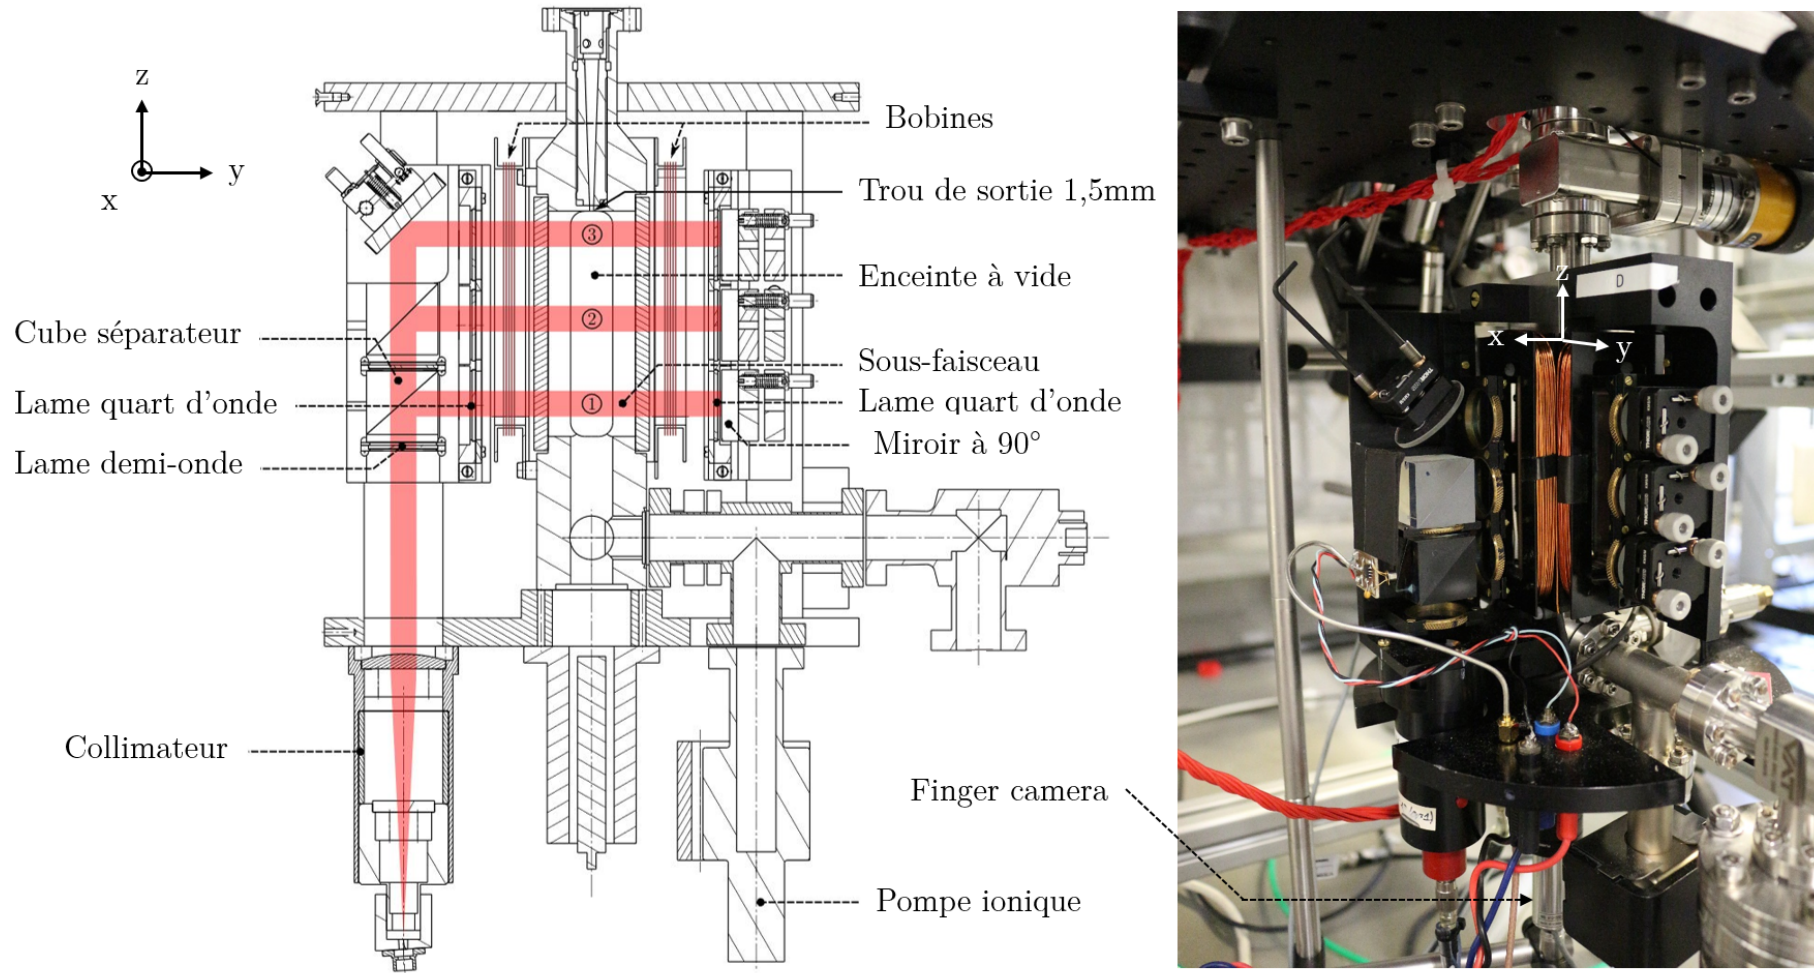 z
y
x
Bobines
Trou de sortie 1,5mm
③
Enceinte à vide
②
Cube séparateur
Sous-faisceau
Lame quart d'onde
①
Lame quart d'onde
Miroir à 90°
Lame demi-onde
Collimateur
Finger camera
Pompe ionique
D
z
x
y
VAT